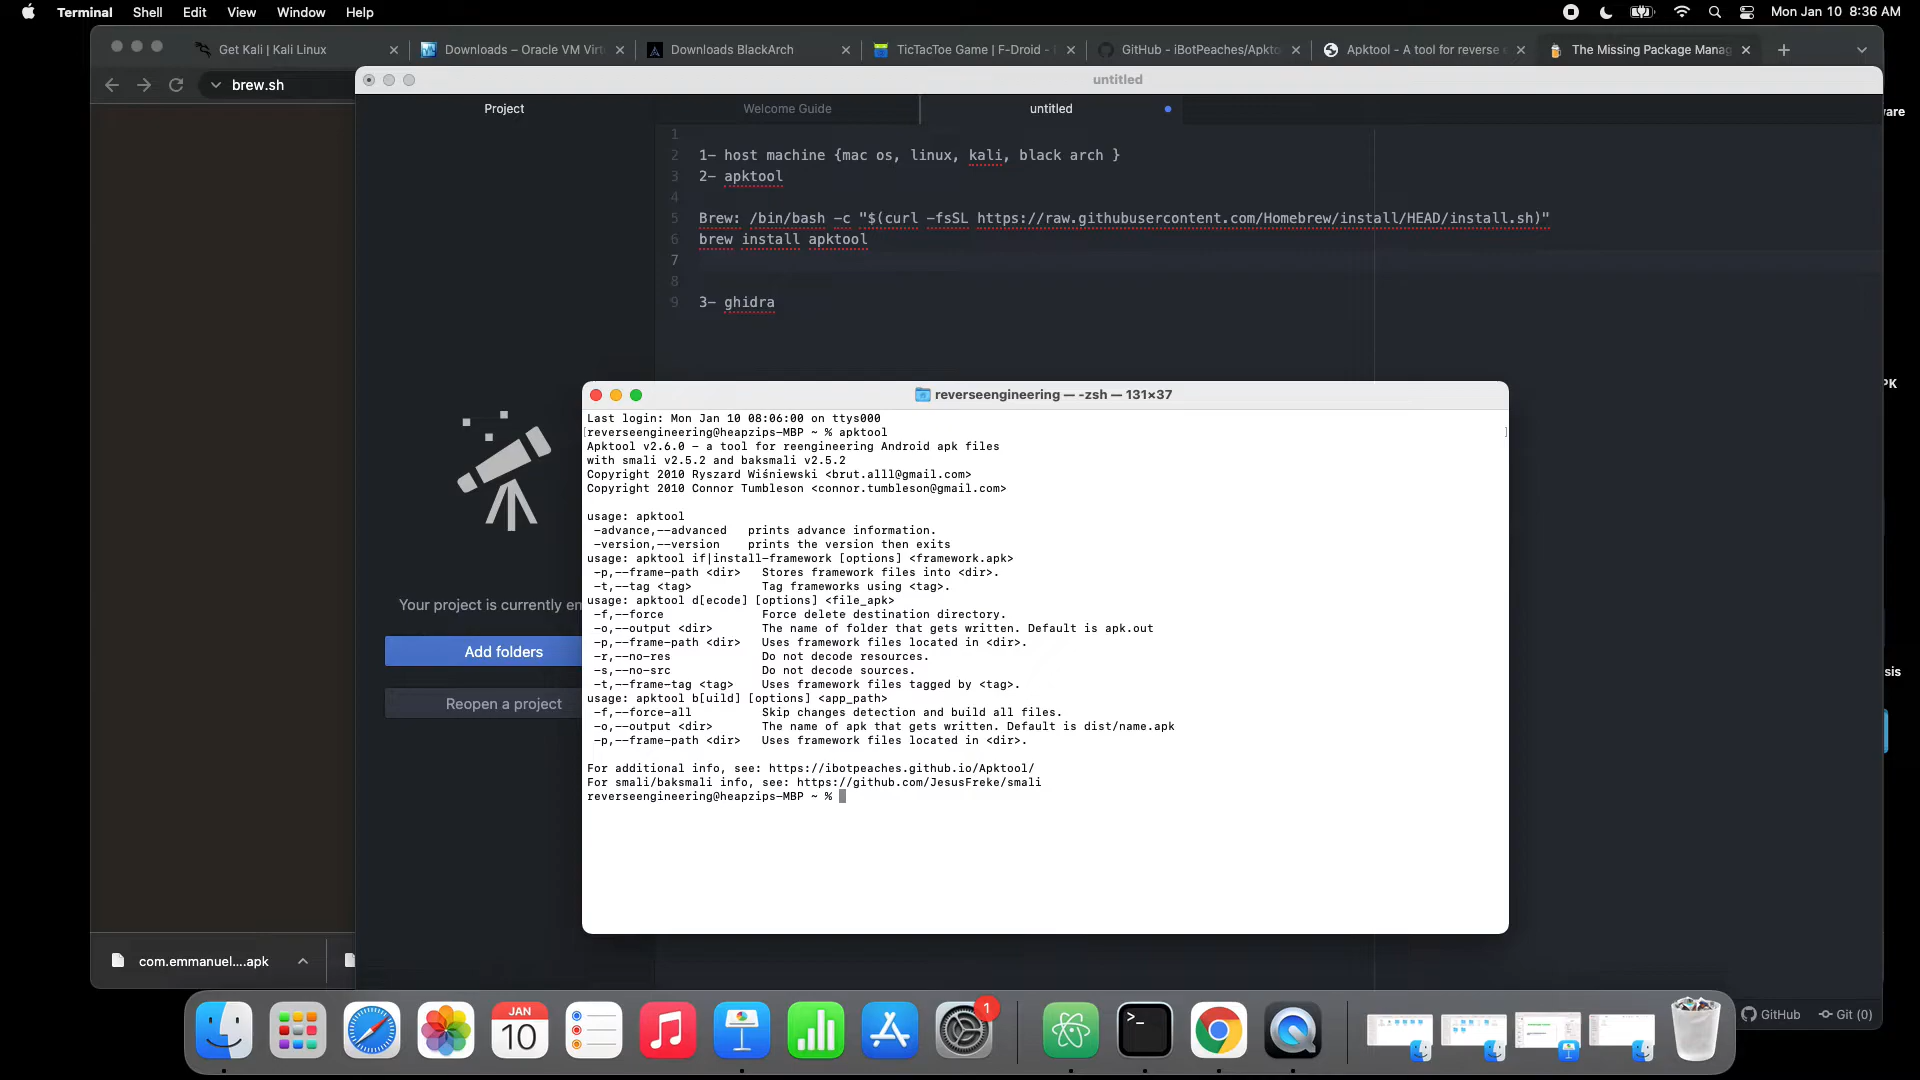 Terminal Shell Edit View Window Help Mon Jan 10 8:36 AM
Get Kali | Kali Linux Downloads – Oracle VM Virt Downloads BlackArch TicTacToe Game | F-Droid - GitHub - iBotPeaches/Apkto Apktool - A tool for reverse The Missing Package Manag
brew.sh
untitled
Project Welcome Guide untitled
1
2 1- host machine {mac os, linux, kali, black arch }
3 2- apktool
4
5 Brew: /bin/bash -c "$(curl -fsSL https://raw.githubusercontent.com/Homebrew/install/HEAD/install.sh)"
6 brew install apktool
7
8
9 3- ghidra
Your project is currently
Add folders
Reopen a project
reverseengineering — -zsh — 131×37
Last login: Mon Jan 10 08:06:00 on ttys000
[reverseengineering@heapzips-MBP ~ % apktool ]
Apktool v2.6.0 - a tool for reengineering Android apk files
with smali v2.5.2 and baksmali v2.5.2
Copyright 2010 Ryszard Wiśniewski <brut.alll@gmail.com>
Copyright 2010 Connor Tumbleson <connor.tumbleson@gmail.com>
usage: apktool
-advance,--advanced prints advance information.
-version,--version prints the version then exits
usage: apktool if|install-framework [options] <framework.apk>
-p,--frame-path <dir> Stores framework files into <dir>.
-t,--tag <tag> Tag frameworks using <tag>.
usage: apktool d[ecode] [options] <file_apk>
-f,--force Force delete destination directory.
-o,--output <dir> The name of folder that gets written. Default is apk.out
-p,--frame-path <dir> Uses framework files located in <dir>.
-r,--no-res Do not decode resources.
-s,--no-src Do not decode sources.
-t,--frame-tag <tag> Uses framework files tagged by <tag>.
usage: apktool b[uild] [options] <app_path>
-f,--force-all Skip changes detection and build all files.
-o,--output <dir> The name of apk that gets written. Default is dist/name.apk
-p,--frame-path <dir> Uses framework files located in <dir>.
For additional info, see: https://ibotpeaches.github.io/Apktool/
For smali/baksmali info, see: https://github.com/JesusFreke/smali
reverseengineering@heapzips-MBP ~ %
com.emmanuel....apk
GitHub Git (0)
JAN
10
1